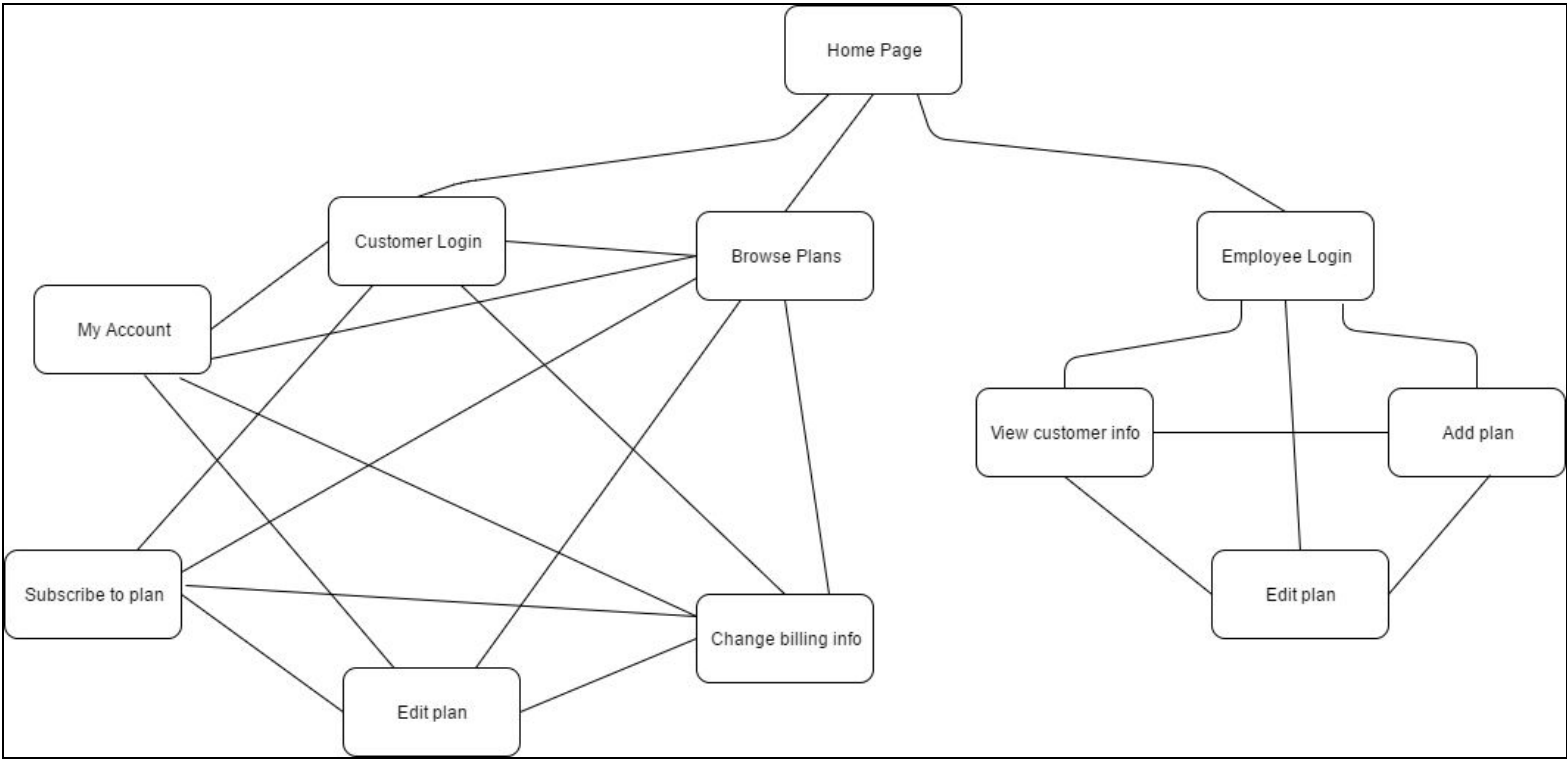 Home Page
Customer Login
Browse Plans
Employee Login
My Account
View customer info
Add plan
Subscribe to plan
Edit plan
Change billing info
Edit plan